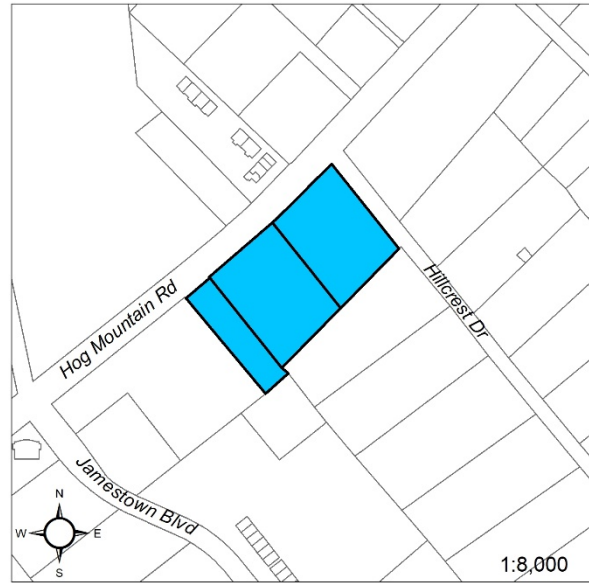 Hog Mountain Rd
Hillcrest Dr
Jamestown Blvd
N
W E
S
1:8,000